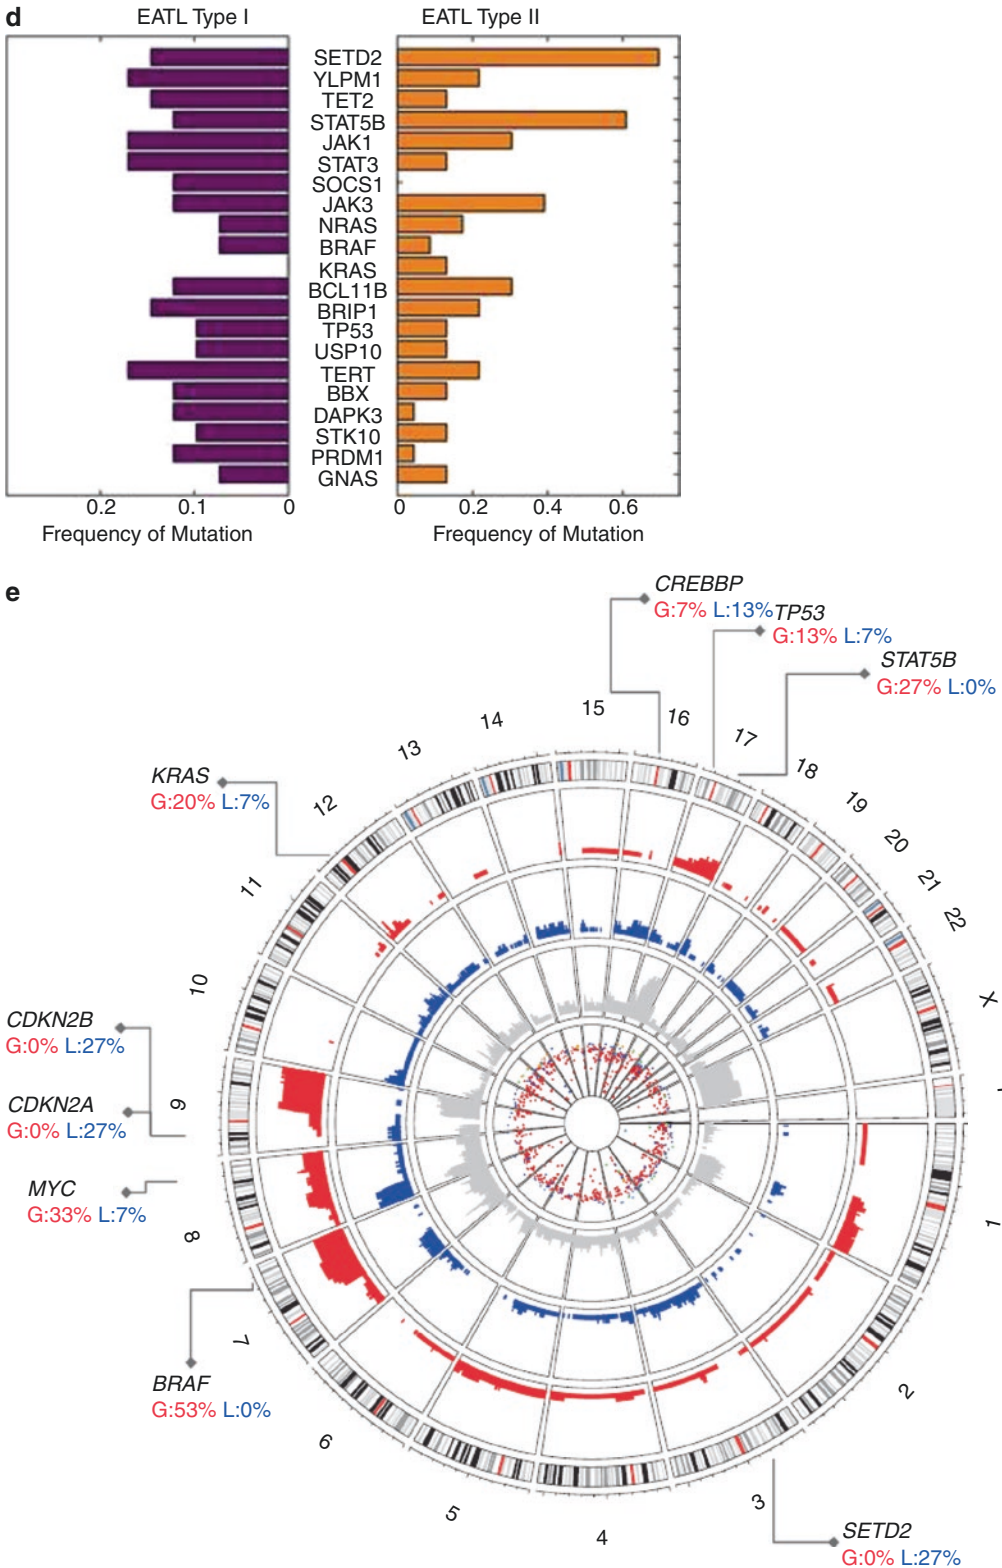 d
EATL Type I EATL Type II
SETD2
YLPM1
TET2
STAT5B
JAK1
STAT3
SOCS1
JAK3
NRAS
BRAF
KRAS
BCL11B
BRIP1
TP53
USP10
TERT
BBX
DAPK3
STK10
PRDM1
GNAS
0.2 0.1 0 0 0.2 0.4 0.6
Frequency of Mutation Frequency of Mutation
e
CREBBP
G:7% L:13%
TP53
G:13% L:7%
STAT5B
G:27% L:0%
KRAS
G:20% L:7%
CDKN2B
G:0% L:27%
CDKN2A
G:0% L:27%
MYC
G:33% L:7%
BRAF
G:53% L:0%
SETD2
G:0% L:27%
1
2
3
4
5
6
7
8
9
10
11
12
13
14
15
16
17
18
19
20
21
22
X